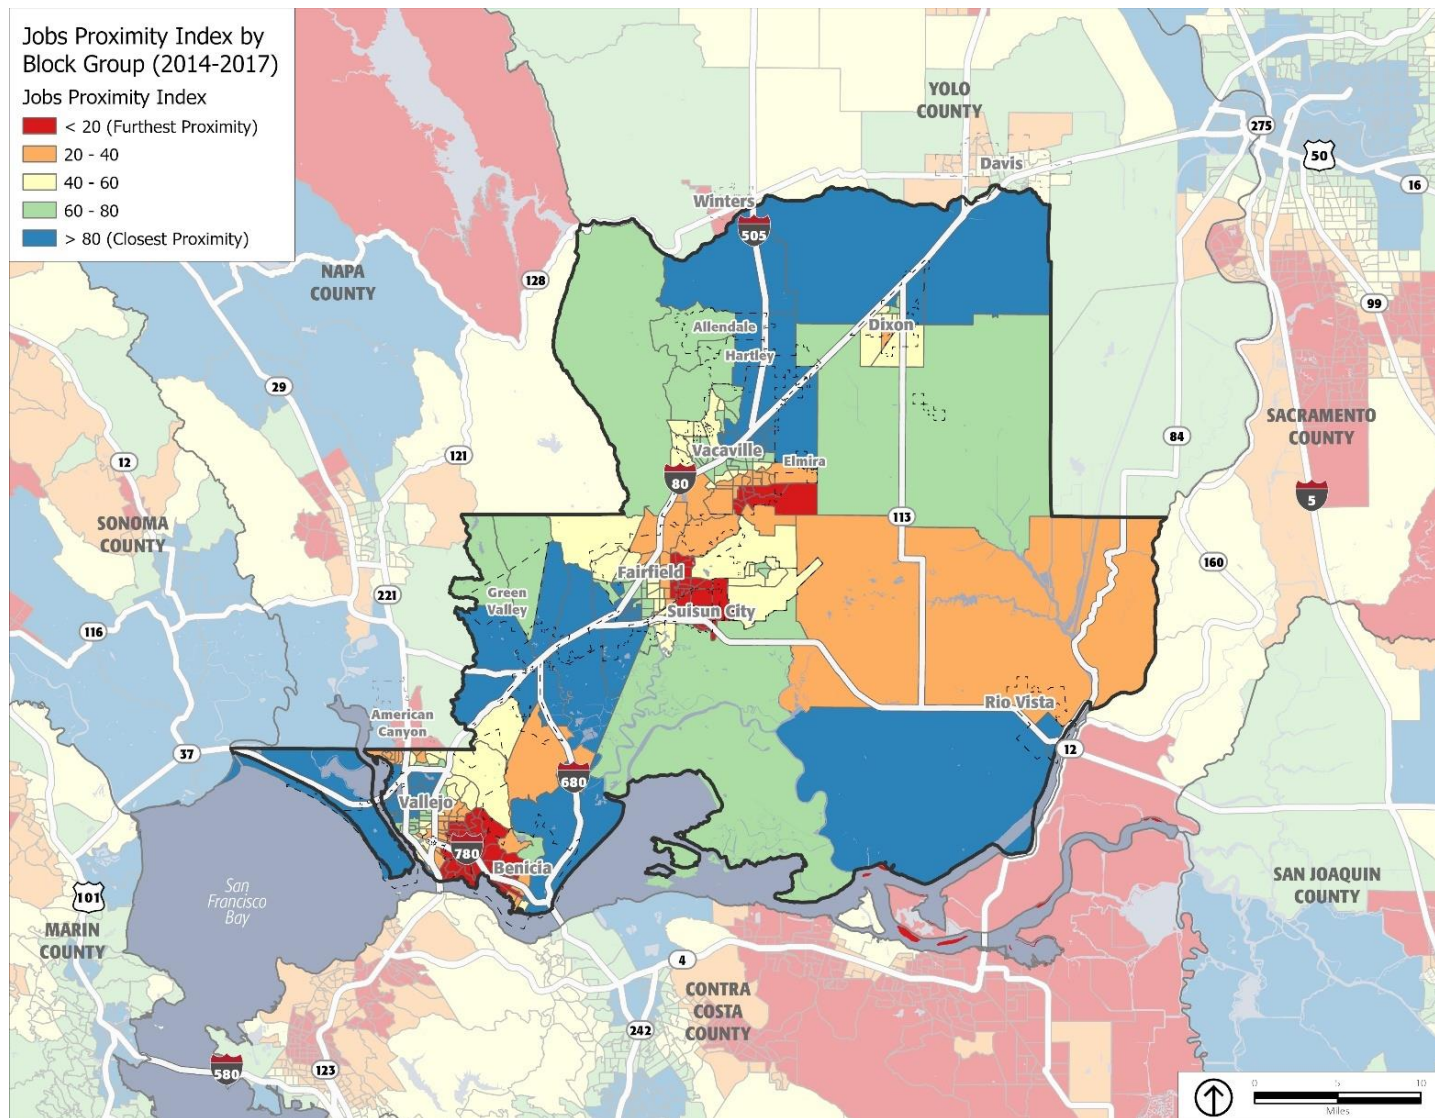 Jobs Proximity Index by
Block Group (2014-2017)
Jobs Proximity Index
< 20 (Furthest Proximity)
20 - 40
40 - 60
60 - 80
> 80 (Closest Proximity)
YOLO
COUNTY
275
50
Davis
16
Winters
505
NAPA
COUNTY
128
99
Allendale
Dixon
Hartley
29
SACRAMENTO
COUNTY
84
12
121
Vacaville
Elmira
80
5
SONOMA
COUNTY
113
160
Fairfield
Green
Valley
221
Suisun City
116
Rio Vista
American
Canyon
12
37
680
Vallejo
780
Benicia
San
Francisco
Bay
101
MARIN
COUNTY
SAN JOAQUIN
COUNTY
4
CONTRA
COSTA
COUNTY
242
580
123
0 5 10
Miles